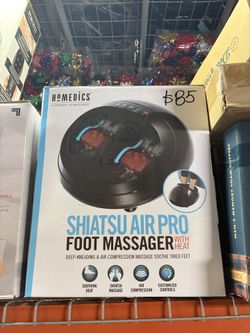 HOMEDICS
$85
SHIATSU AIR PRO
FOOT MASSAGER WITH HEAT
DEEP-KNEADING & AIR COMPRESSION MASSAGE SOOTHE TIRED FEET
SOOTHING HEAT
SHIATSU MASSAGE
AIR COMPRESSION
CUSTOMIZED CONTROLS